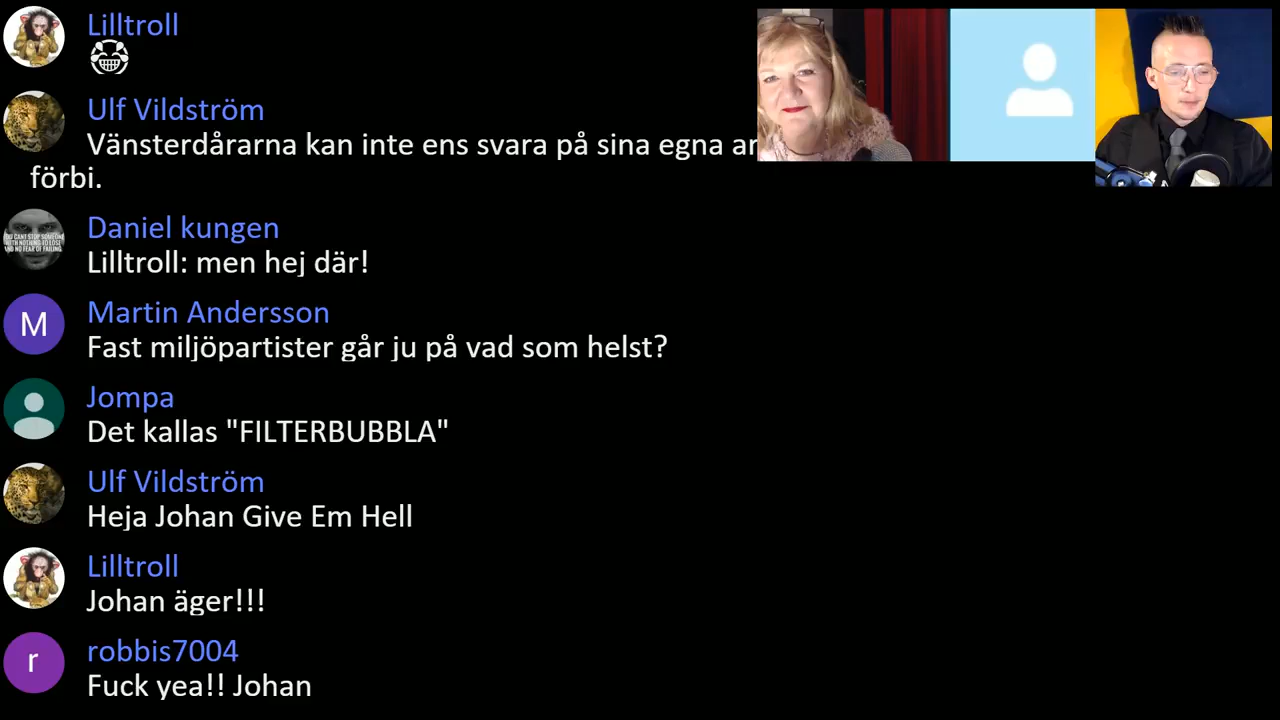 Lilltroll
Ulf Vildström
Vänsterdårarna kan inte ens svara på sina egna
förbi.
Daniel kungen
Lilltroll: men hej där!
Martin Andersson
M
Fast miljöpartister går ju på vad som helst?
Jompa
Det kallas "FILTERBUBBLA"
Ulf Vildström
Heja Johan Give Em Hell
Lilltroll
Johan äger!!!
robbis7004
r
Fuck yea!! Johan